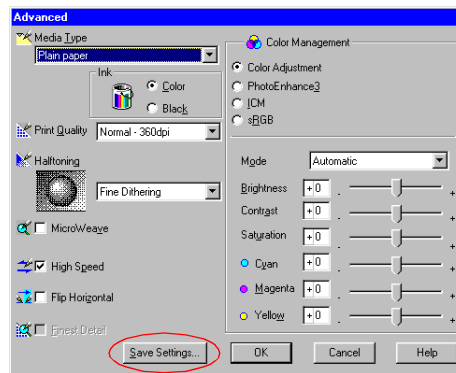 Advanced
Media Type
Plain paper
Ink
Color
Black
Print Quality
Normal - 360dpi
Halftoning
Fine Dithering
MicroWeave
High Speed
Flip Horizontal
Finest Detail
Save Settings...
Color Management
Color Adjustment
PhotoEnhance3
ICM
sRGB
Mode
Automatic
Brightness
+ 0
- +
Contrast
+ 0
- +
Saturation
+ 0
- +
Cyan
+ 0
- +
Magenta
+ 0
- +
Yellow
+ 0
- +
OK
Cancel
Help